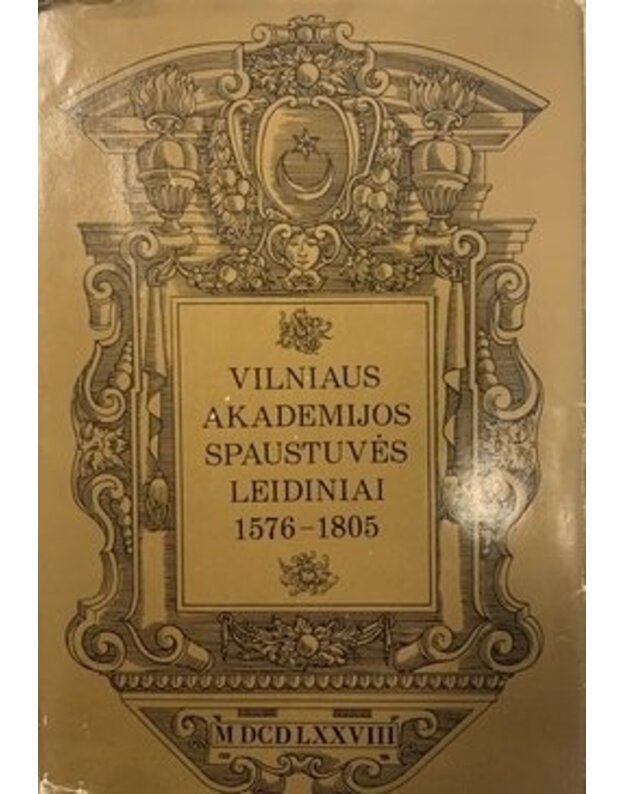 VILNIAUS
AKADEMIJOS
SPAUSTUVĖS
LEIDINIAI
1576-1805
MDCDLXXVIII